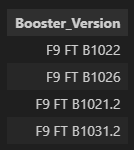 Booster_Version
F9 FT B1022
F9 FT B1026
F9 FT B1021.2
F9 FT B1031.2